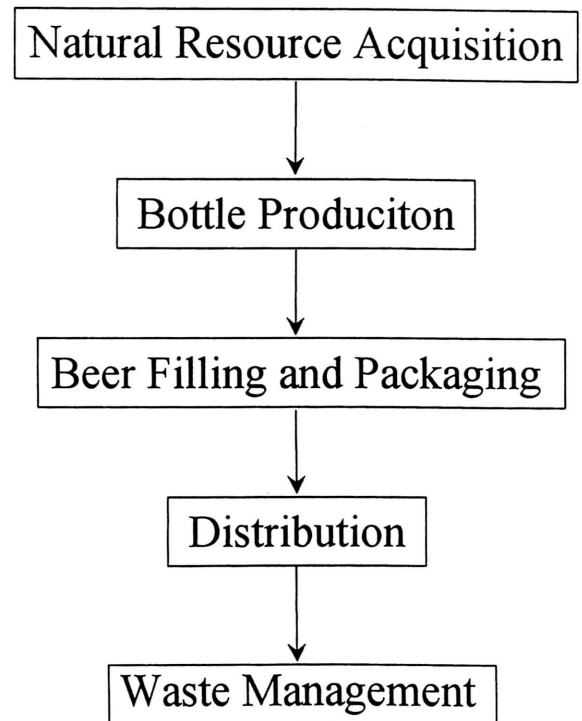 Natural Resource Acquisition
Bottle Produciton
Beer Filling and Packaging
Distribution
Waste Management